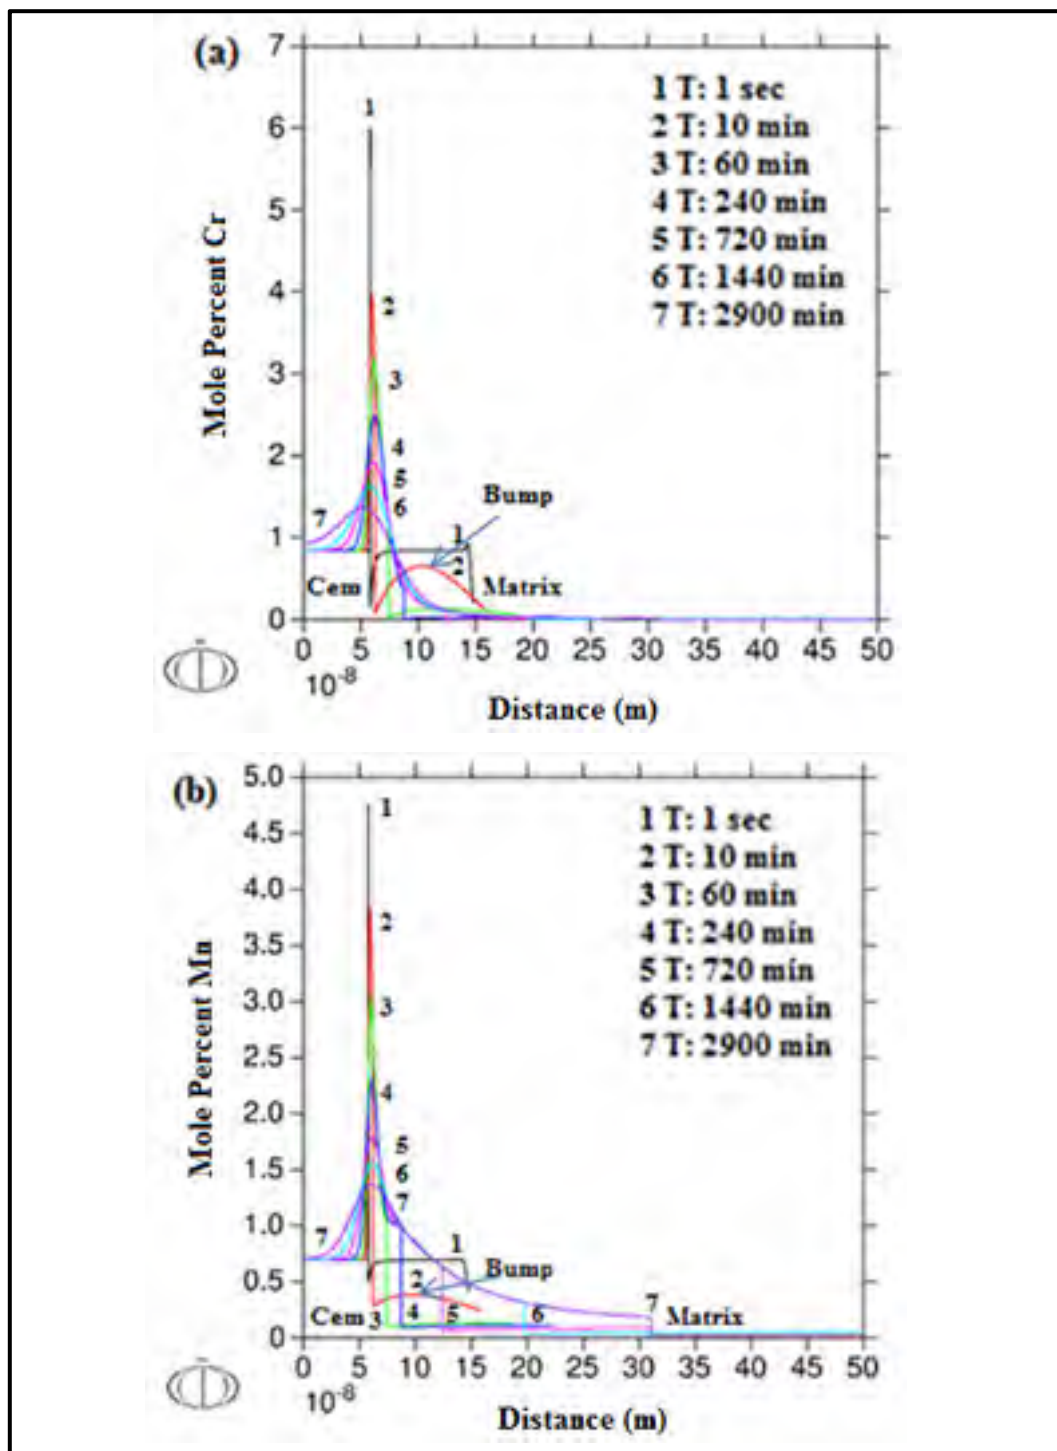 (a)
7
6
5
4
3
2
1
0
Mole Percent Cr
1 T: 1 sec
2 T: 10 min
3 T: 60 min
4 T: 240 min
5 T: 720 min
6 T: 1440 min
7 T: 2900 min
1
2
3
4
5
6
7
Bump
1
2
Cem
Matrix
0 5 10 15 20 25 30 35 40 45 50
10-8
Distance (m)
(b)
5.0
4.5
4.0
3.5
3.0
2.5
2.0
1.5
1.0
0.5
0
Mole Percent Mn
1 T: 1 sec
2 T: 10 min
3 T: 60 min
4 T: 240 min
5 T: 720 min
6 T: 1440 min
7 T: 2900 min
1
2
3
4
5
6
7
7
1
2
Bump
Cem 3 4 5 6 7 Matrix
0 5 10 15 20 25 30 35 40 45 50
10-8
Distance (m)